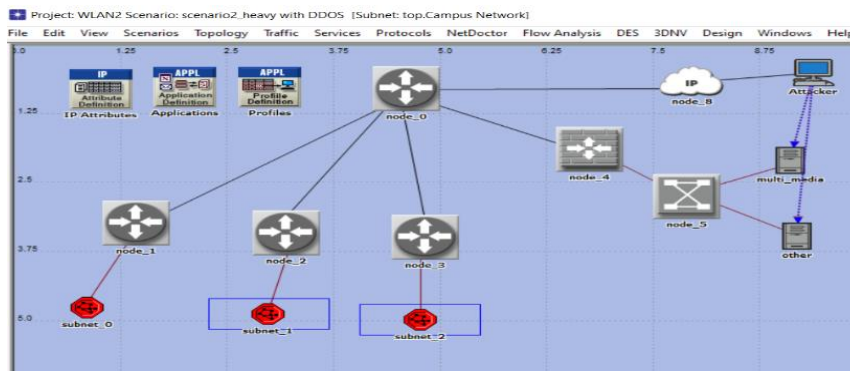 Project: WLAN2 Scenario: scenario2_heavy with DDOS [Subnet: top.Campus Network]
File Edit View Scenarios Topology Traffic Services Protocols NetDoctor Flow Analysis DES 3DNV Design Windows Help
0.0 1.25 2.5 3.75 5.0 6.25 7.5 8.75
IP APPL APPL
Attribute Definition Application Definition Profile Definition
IP Attributes Applications Profiles
node_0
IP
node_8
Attacker
1.25
node_4
multi_media
2.5
node_5
node_1
node_2
node_3
other
3.75
subnet_0
subnet_1
subnet_2
5.0